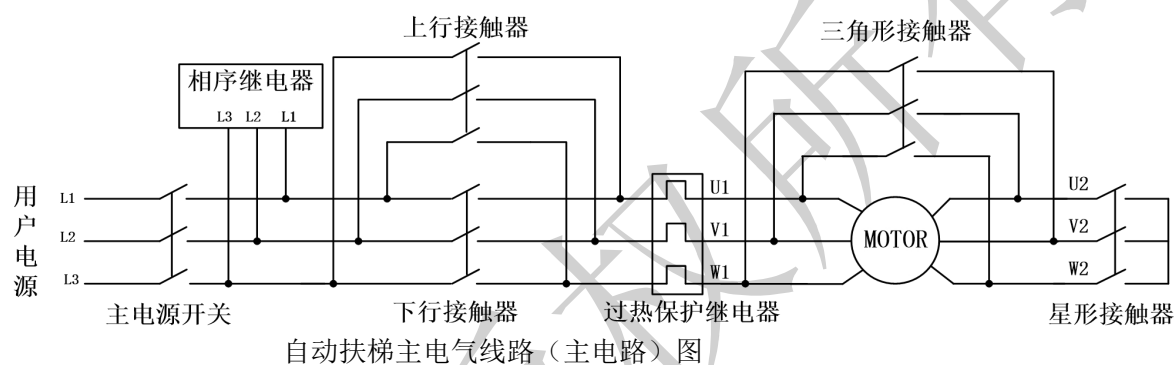 上行接触器
三角形接触器
相序继电器
L3 L2 L1
用户电源
L1
L2
L3
U1
V1
W1
MOTOR
U2
V2
W2
主电源开关
下行接触器
过热保护继电器
星形接触器
自动扶梯主电气线路（主电路）图
权所有